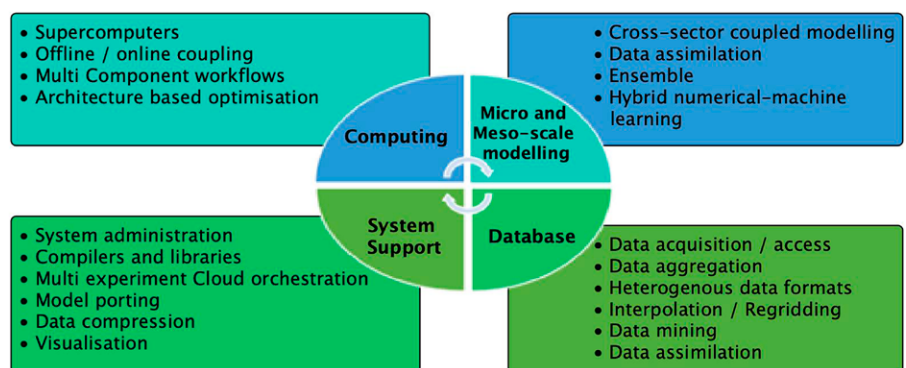 • Supercomputers
• Offline / online coupling
• Multi Component workflows
• Architecture based optimisation
• Cross-sector coupled modelling
• Data assimilation
• Ensemble
• Hybrid numerical-machine
learning
Computing
Micro and
Meso-scale
modelling
System
Support
Database
• System administration
• Compilers and libraries
• Multi experiment Cloud orchestration
• Model porting
• Data compression
• Visualisation
• Data acquisition / access
• Data aggregation
• Heterogenous data formats
• Interpolation / Regridding
• Data mining
• Data assimilation